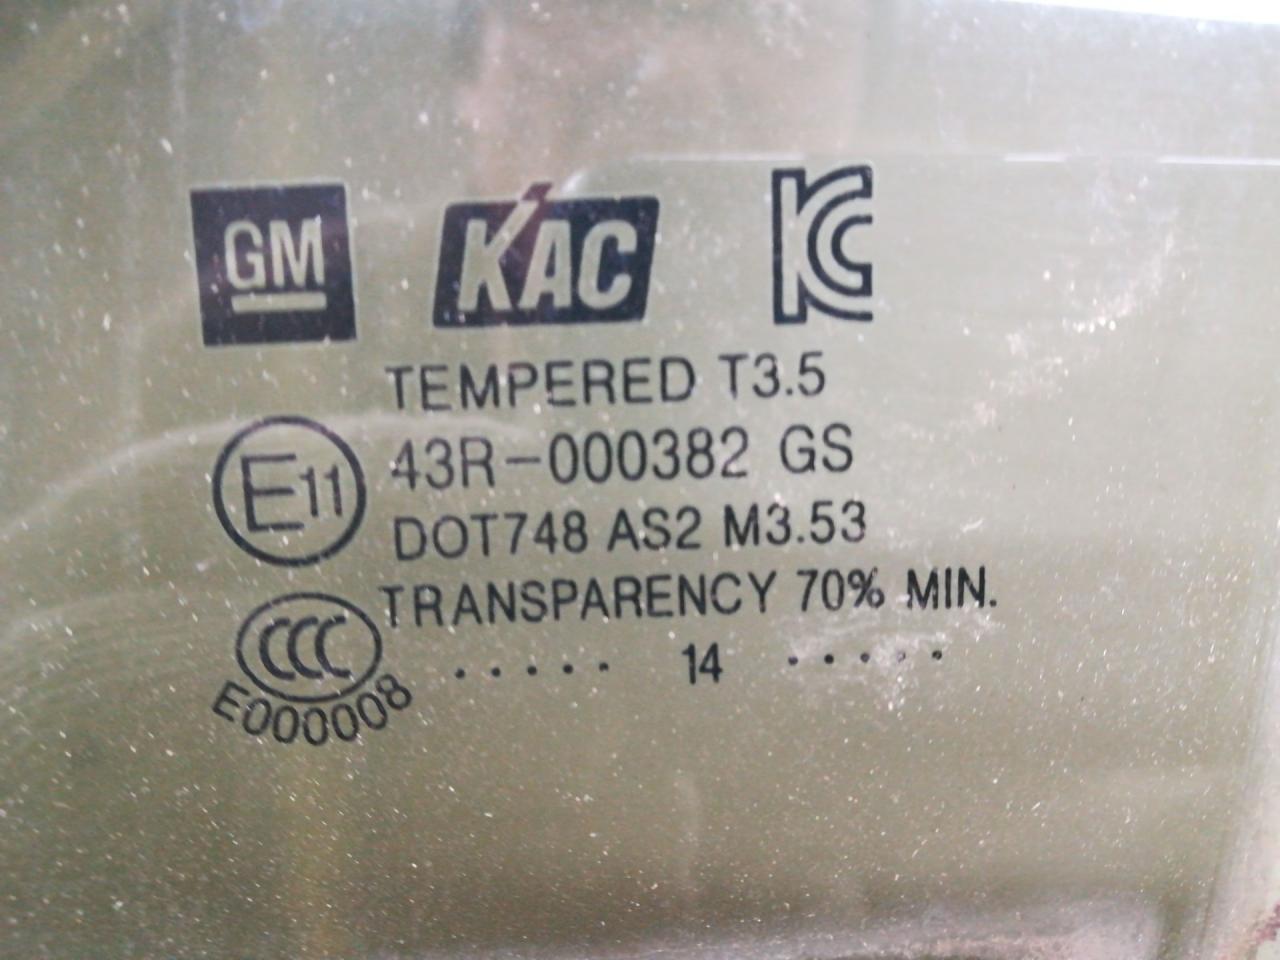 GM KAC KC
TEMPERED T3.5
E11 43R-000382 GS
DOT748 AS2 M3.53
TRANSPARENCY 70% MIN.
CCC ..... 14 .....
E000008